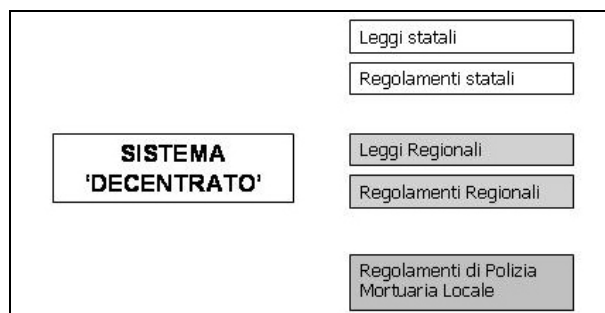 Leggi statali
Regolamenti statali
SISTEMA
'DECENTRATO'
Leggi Regionali
Regolamenti Regionali
Regolamenti di Polizia
Mortuaria Locale